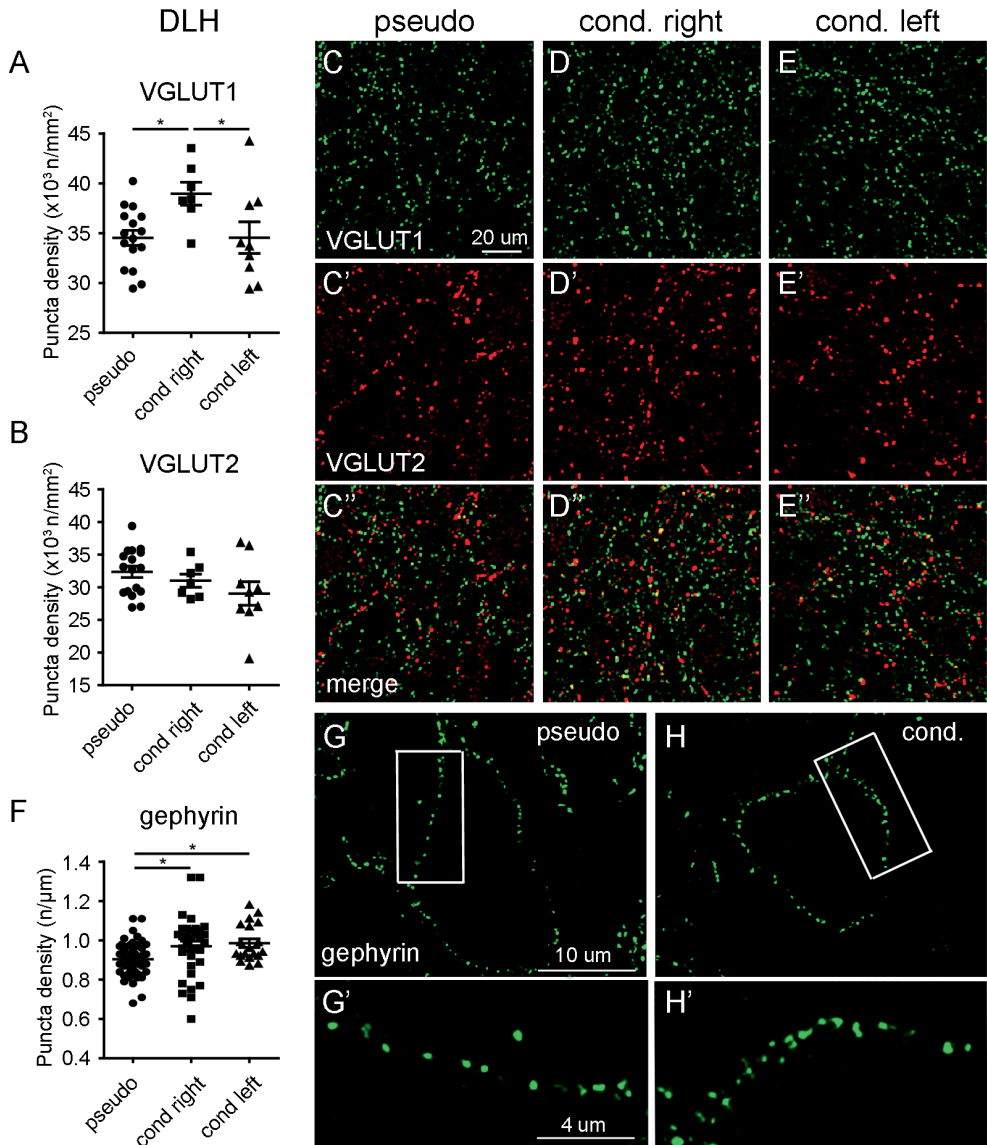 DLH
pseudo
cond. right
cond. left
A
VGLUT1
Puncta density (x10³ n/mm²)
* *
45
40
35
30
25
pseudo
cond right
cond left
B
VGLUT2
Puncta density (x10³ n/mm²)
45
40
35
30
25
20
15
pseudo
cond right
cond left
C
VGLUT1
20 um
D
E
C'
VGLUT2
D'
E'
C''
merge
D''
E''
F
gephyrin
Puncta density (n/µm)
*
*
1.4
1.2
1.0
0.8
0.6
0.4
pseudo
cond right
cond left
G
pseudo
gephyrin
10 um
H
cond.
G'
4 um
H'